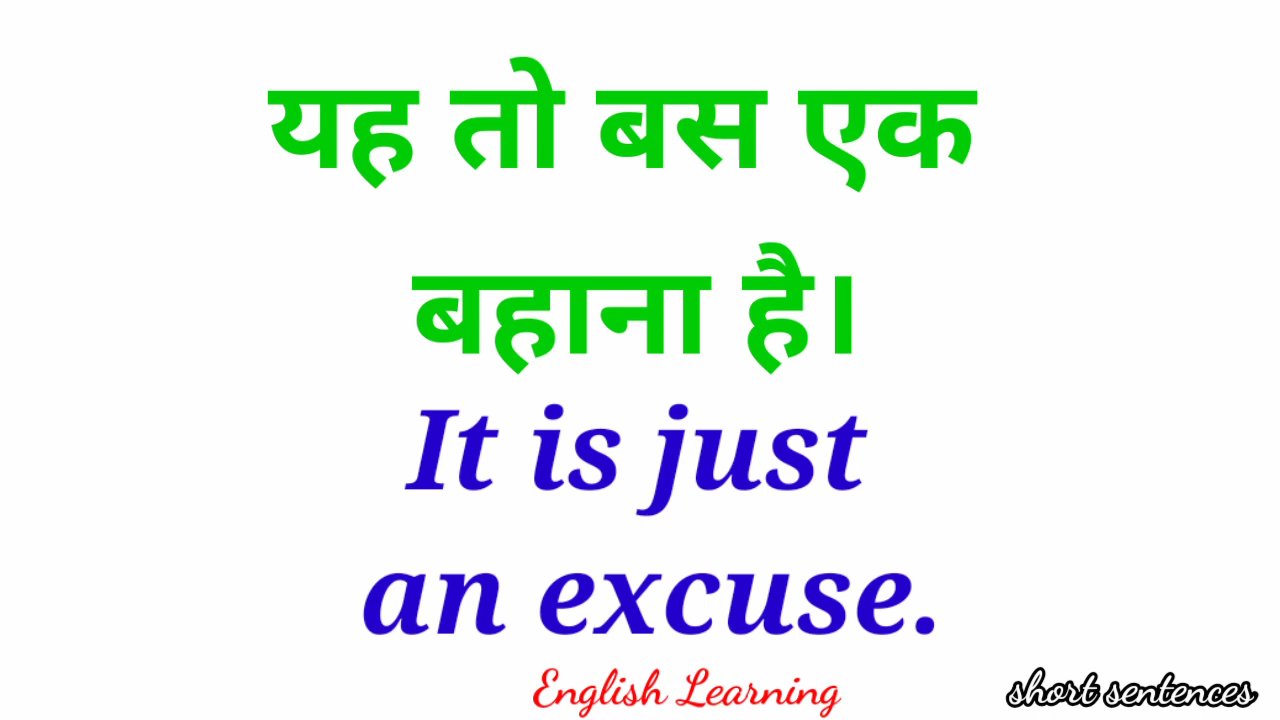 यह तो बस एक
बहाना है।
It is just
an excuse.
English Learning
short sentences